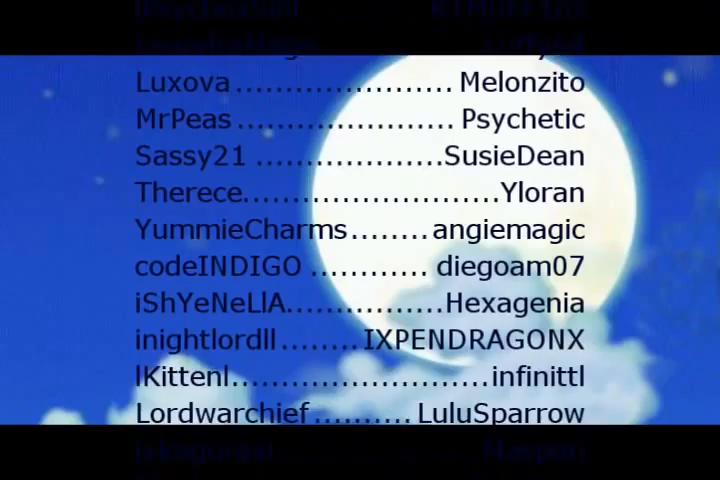 Luxova...................... Melonzito
MrPeas ...................... Psychetic
Sassy21 ...................SusieDean
Therece..........................Yloran
YummieCharms........angiemagic
codeINDIGO ............ diegoam07
iShYeNeLlA................Hexagenia
inightlordll........IXPENDRAGONX
lKittenl..........................infinittl
Lordwarchief.......... LuluSparrow